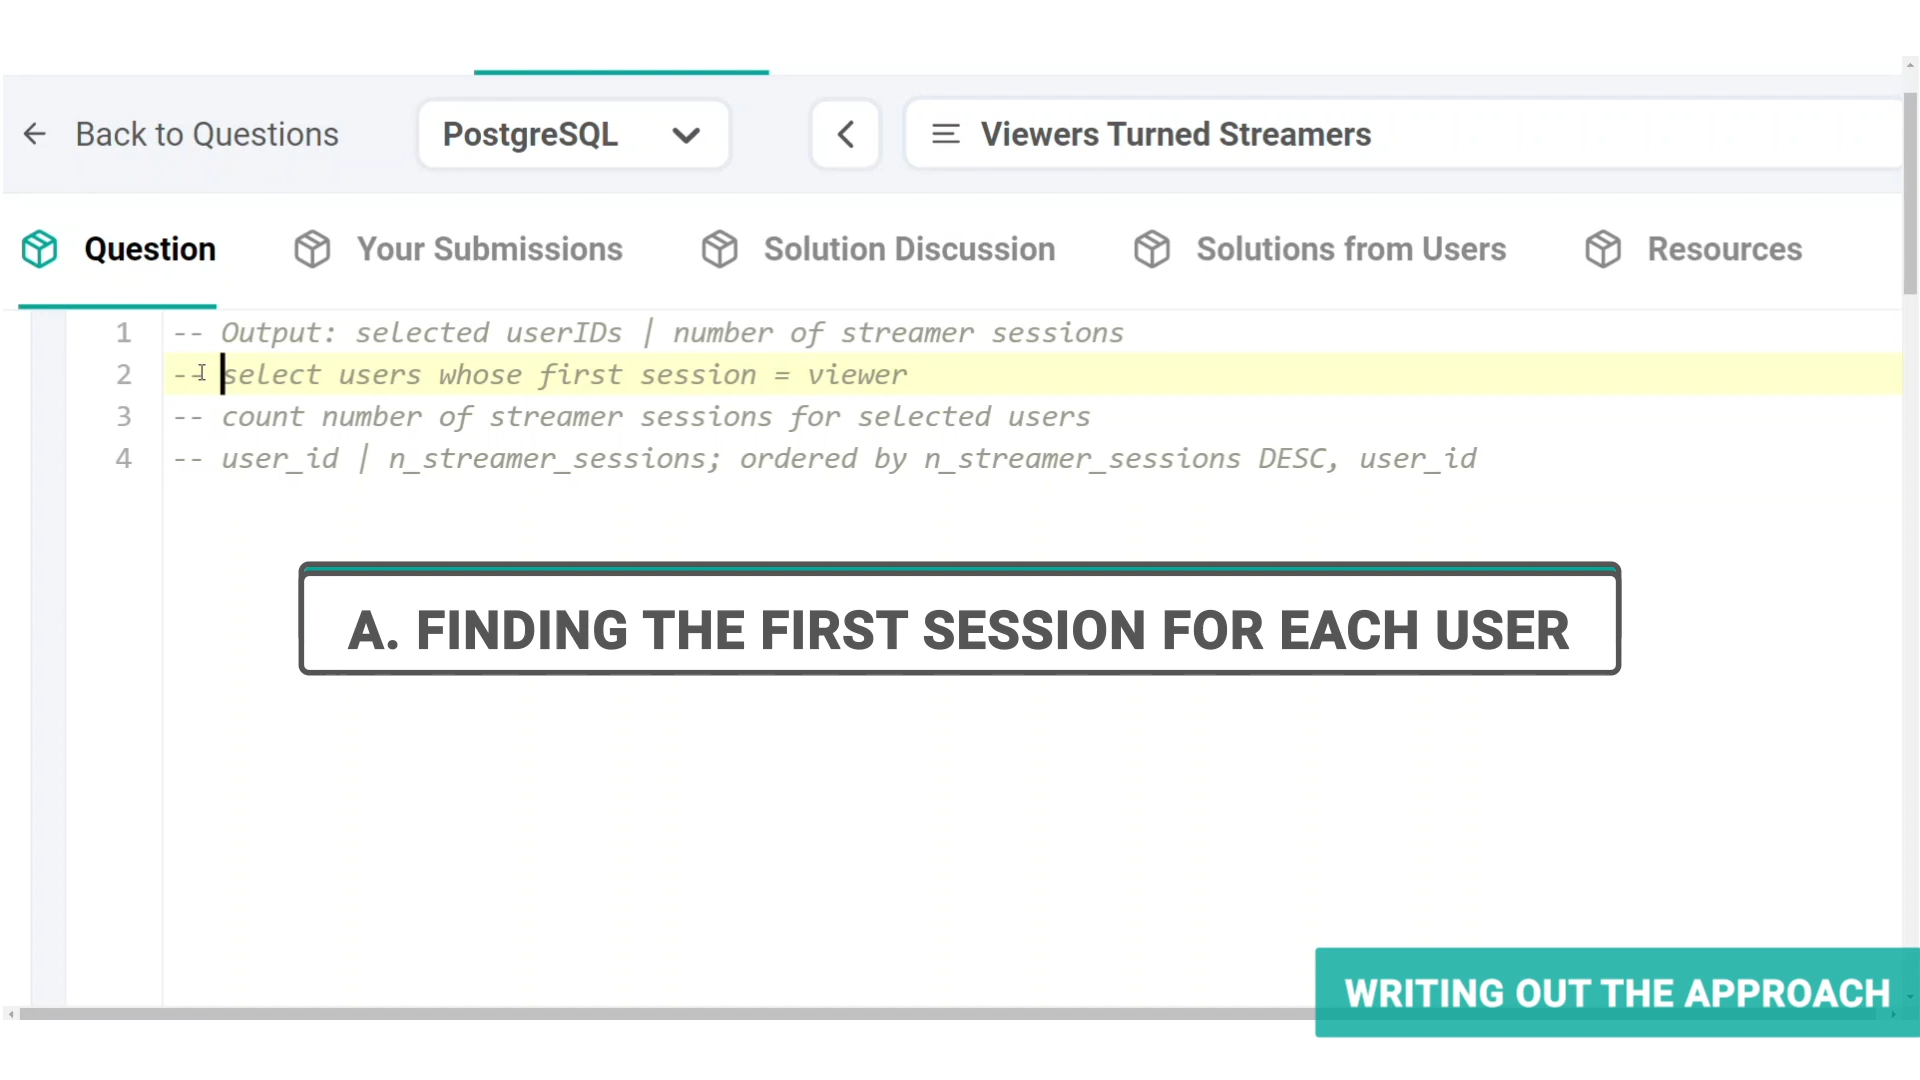 Back to Questions
PostgreSQL
Viewers Turned Streamers
Question
Your Submissions
Solution Discussion
Solutions from Users
Resources
1 -- Output: selected userIDs | number of streamer sessions
2 -- select users whose first session = viewer
3 -- count number of streamer sessions for selected users
4 -- user_id | n_streamer_sessions; ordered by n_streamer_sessions DESC, user_id
A. FINDING THE FIRST SESSION FOR EACH USER
WRITING OUT THE APPROACH